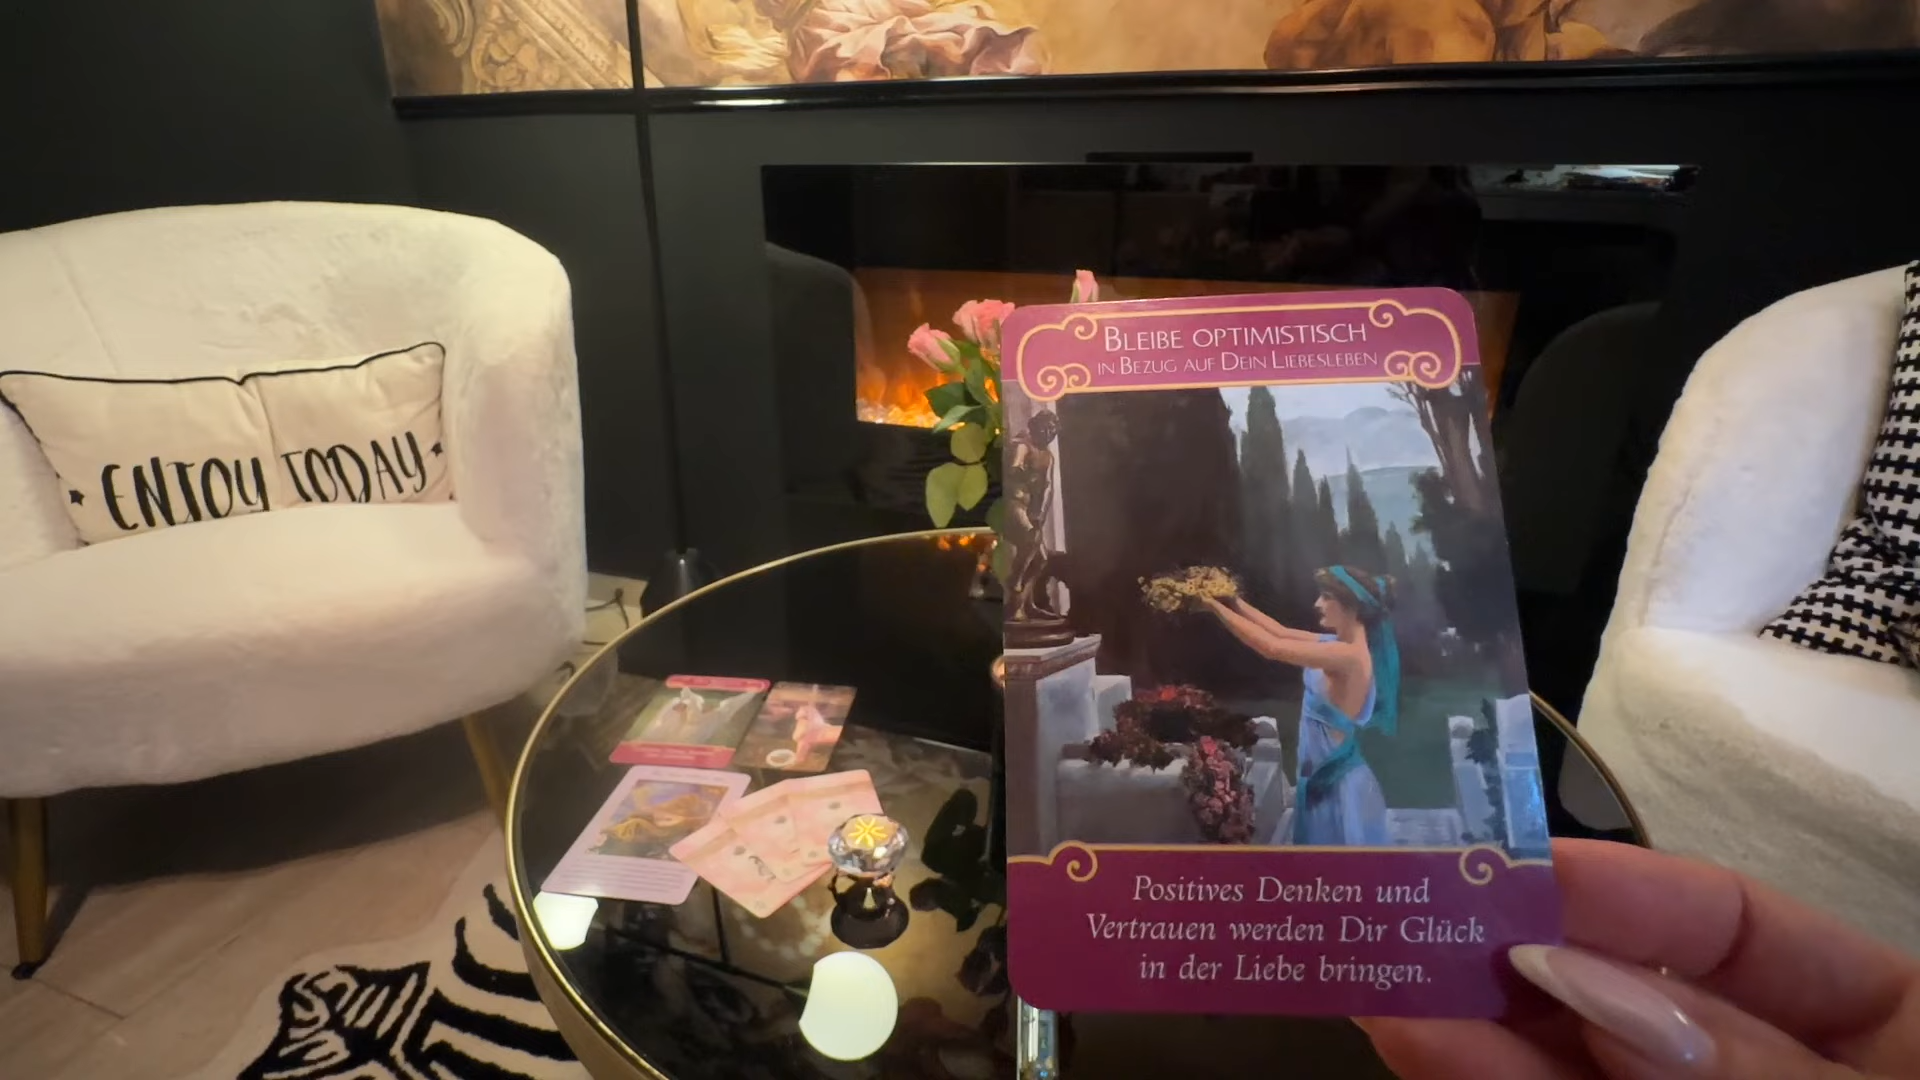 BLEIBE OPTIMISTISCH
IN BEZUG AUF DEIN LIEBESLEBEN
ENJOY TODAY
Positives Denken und
Vertrauen werden Dir Glück
in der Liebe bringen.